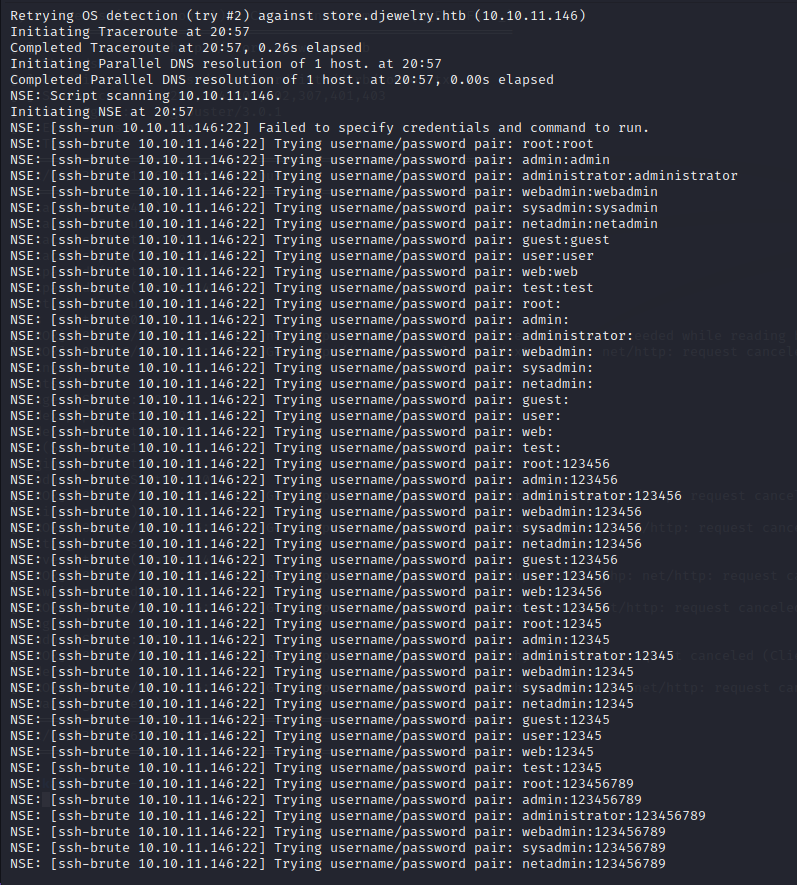 Retrying OS detection (try #2) against store.djewelry.htb (10.10.11.146)
Initiating Traceroute at 20:57
Completed Traceroute at 20:57, 0.26s elapsed
Initiating Parallel DNS resolution of 1 host. at 20:57
Completed Parallel DNS resolution of 1 host. at 20:57, 0.00s elapsed
NSE: Script scanning 10.10.11.146.
Initiating NSE at 20:57
NSE: [ssh-run 10.10.11.146:22] Failed to specify credentials and command to run.
NSE: [ssh-brute 10.10.11.146:22] Trying username/password pair: root:root
NSE: [ssh-brute 10.10.11.146:22] Trying username/password pair: admin:admin
NSE: [ssh-brute 10.10.11.146:22] Trying username/password pair: administrator:administrator
NSE: [ssh-brute 10.10.11.146:22] Trying username/password pair: webadmin:webadmin
NSE: [ssh-brute 10.10.11.146:22] Trying username/password pair: sysadmin:sysadmin
NSE: [ssh-brute 10.10.11.146:22] Trying username/password pair: netadmin:netadmin
NSE: [ssh-brute 10.10.11.146:22] Trying username/password pair: guest:guest
NSE: [ssh-brute 10.10.11.146:22] Trying username/password pair: user:user
NSE: [ssh-brute 10.10.11.146:22] Trying username/password pair: web:web
NSE: [ssh-brute 10.10.11.146:22] Trying username/password pair: test:test
NSE: [ssh-brute 10.10.11.146:22] Trying username/password pair: root:
NSE: [ssh-brute 10.10.11.146:22] Trying username/password pair: admin:
NSE: [ssh-brute 10.10.11.146:22] Trying username/password pair: administrator:
NSE: [ssh-brute 10.10.11.146:22] Trying username/password pair: webadmin:
NSE: [ssh-brute 10.10.11.146:22] Trying username/password pair: sysadmin:
NSE: [ssh-brute 10.10.11.146:22] Trying username/password pair: netadmin:
NSE: [ssh-brute 10.10.11.146:22] Trying username/password pair: guest:
NSE: [ssh-brute 10.10.11.146:22] Trying username/password pair: user:
NSE: [ssh-brute 10.10.11.146:22] Trying username/password pair: web:
NSE: [ssh-brute 10.10.11.146:22] Trying username/password pair: test:
NSE: [ssh-brute 10.10.11.146:22] Trying username/password pair: root:123456
NSE: [ssh-brute 10.10.11.146:22] Trying username/password pair: admin:123456
NSE: [ssh-brute 10.10.11.146:22] Trying username/password pair: administrator:123456
NSE: [ssh-brute 10.10.11.146:22] Trying username/password pair: webadmin:123456
NSE: [ssh-brute 10.10.11.146:22] Trying username/password pair: sysadmin:123456
NSE: [ssh-brute 10.10.11.146:22] Trying username/password pair: netadmin:123456
NSE: [ssh-brute 10.10.11.146:22] Trying username/password pair: guest:123456
NSE: [ssh-brute 10.10.11.146:22] Trying username/password pair: user:123456
NSE: [ssh-brute 10.10.11.146:22] Trying username/password pair: web:123456
NSE: [ssh-brute 10.10.11.146:22] Trying username/password pair: test:123456
NSE: [ssh-brute 10.10.11.146:22] Trying username/password pair: root:12345
NSE: [ssh-brute 10.10.11.146:22] Trying username/password pair: admin:12345
NSE: [ssh-brute 10.10.11.146:22] Trying username/password pair: administrator:12345
NSE: [ssh-brute 10.10.11.146:22] Trying username/password pair: webadmin:12345
NSE: [ssh-brute 10.10.11.146:22] Trying username/password pair: sysadmin:12345
NSE: [ssh-brute 10.10.11.146:22] Trying username/password pair: netadmin:12345
NSE: [ssh-brute 10.10.11.146:22] Trying username/password pair: guest:12345
NSE: [ssh-brute 10.10.11.146:22] Trying username/password pair: user:12345
NSE: [ssh-brute 10.10.11.146:22] Trying username/password pair: web:12345
NSE: [ssh-brute 10.10.11.146:22] Trying username/password pair: test:12345
NSE: [ssh-brute 10.10.11.146:22] Trying username/password pair: root:123456789
NSE: [ssh-brute 10.10.11.146:22] Trying username/password pair: admin:123456789
NSE: [ssh-brute 10.10.11.146:22] Trying username/password pair: administrator:123456789
NSE: [ssh-brute 10.10.11.146:22] Trying username/password pair: webadmin:123456789
NSE: [ssh-brute 10.10.11.146:22] Trying username/password pair: sysadmin:123456789
NSE: [ssh-brute 10.10.11.146:22] Trying username/password pair: netadmin:123456789